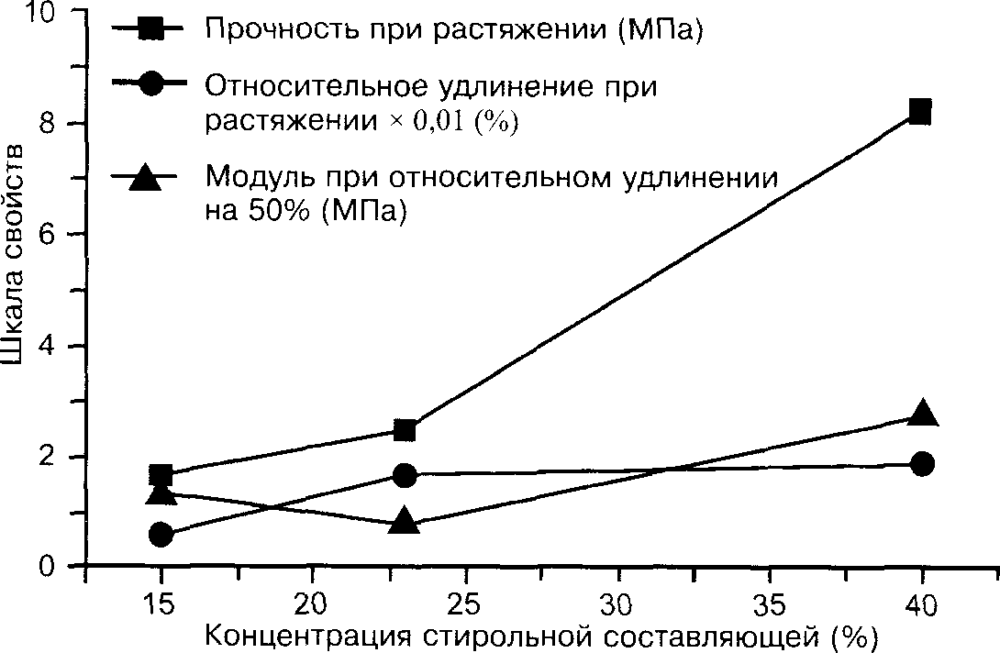 Прочность при растяжении (МПа)
Относительное удлинение при
растяжении × 0,01 (%)
Модуль при относительном удлинении
на 50% (МПа)
Шкала свойств
10
8
6
4
2
0
15 20 25 30 35 40
Концентрация стирольной составляющей (%)